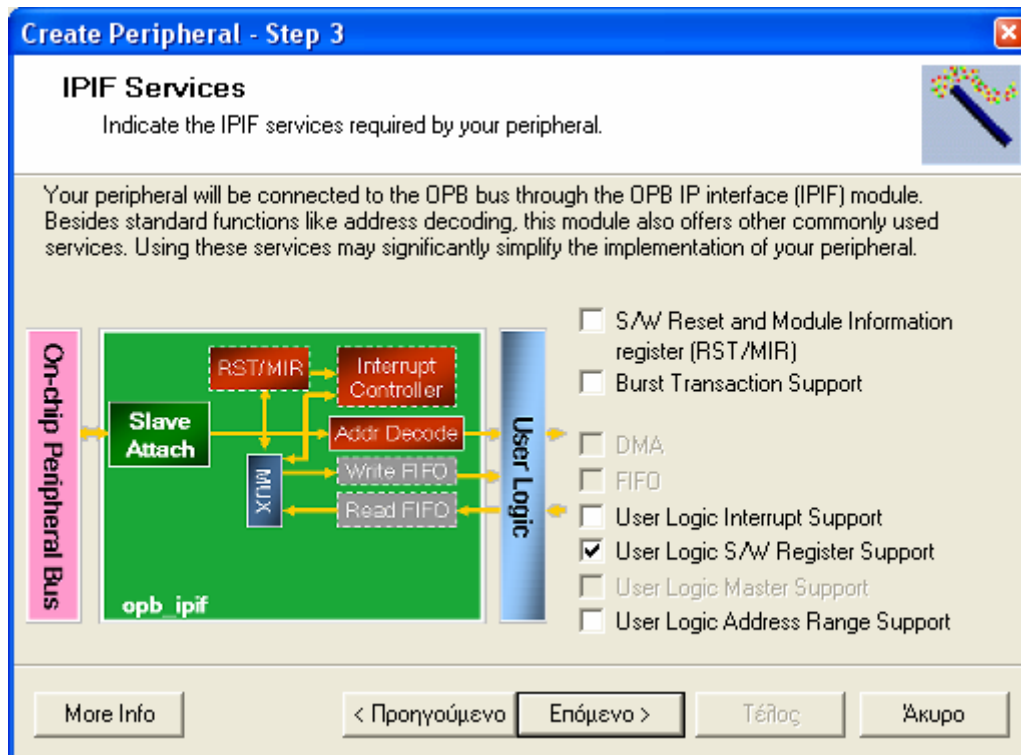 Create Peripheral - Step 3
IPIF Services
Indicate the IPIF services required by your peripheral.
Your peripheral will be connected to the OPB bus through the OPB IP interface (IPIF) module.
Besides standard functions like address decoding, this module also offers other commonly used
services. Using these services may significantly simplify the implementation of your peripheral.
On-chip Peripheral Bus
Slave
Attach
RST/MIR
Interrupt
Controller
Addr Decode
MUX
Write FIFO
Read FIFO
opb_ipif
User Logic
S/W Reset and Module Information
register (RST/MIR)
Burst Transaction Support
DMA
FIFO
User Logic Interrupt Support
User Logic S/W Register Support
User Logic Master Support
User Logic Address Range Support
More Info
< Προηγούμενο
Επόμενο >
Τέλος
Άκυρο